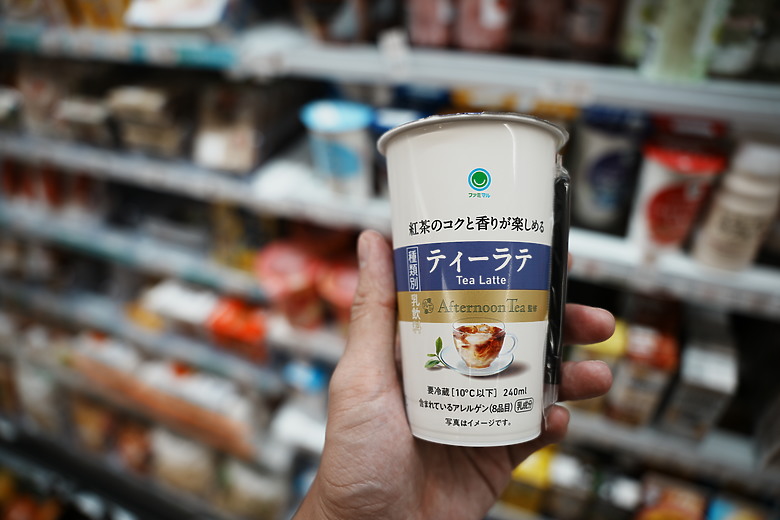 ファミマル
紅茶のコクと香りが楽しめる
種類別
乳飲料
ティーラテ
Tea Latte
Afternoon Tea 監修
要冷蔵[10℃以下] 240ml
含まれているアレルゲン(8品目) 乳成分
写真はイメージです。